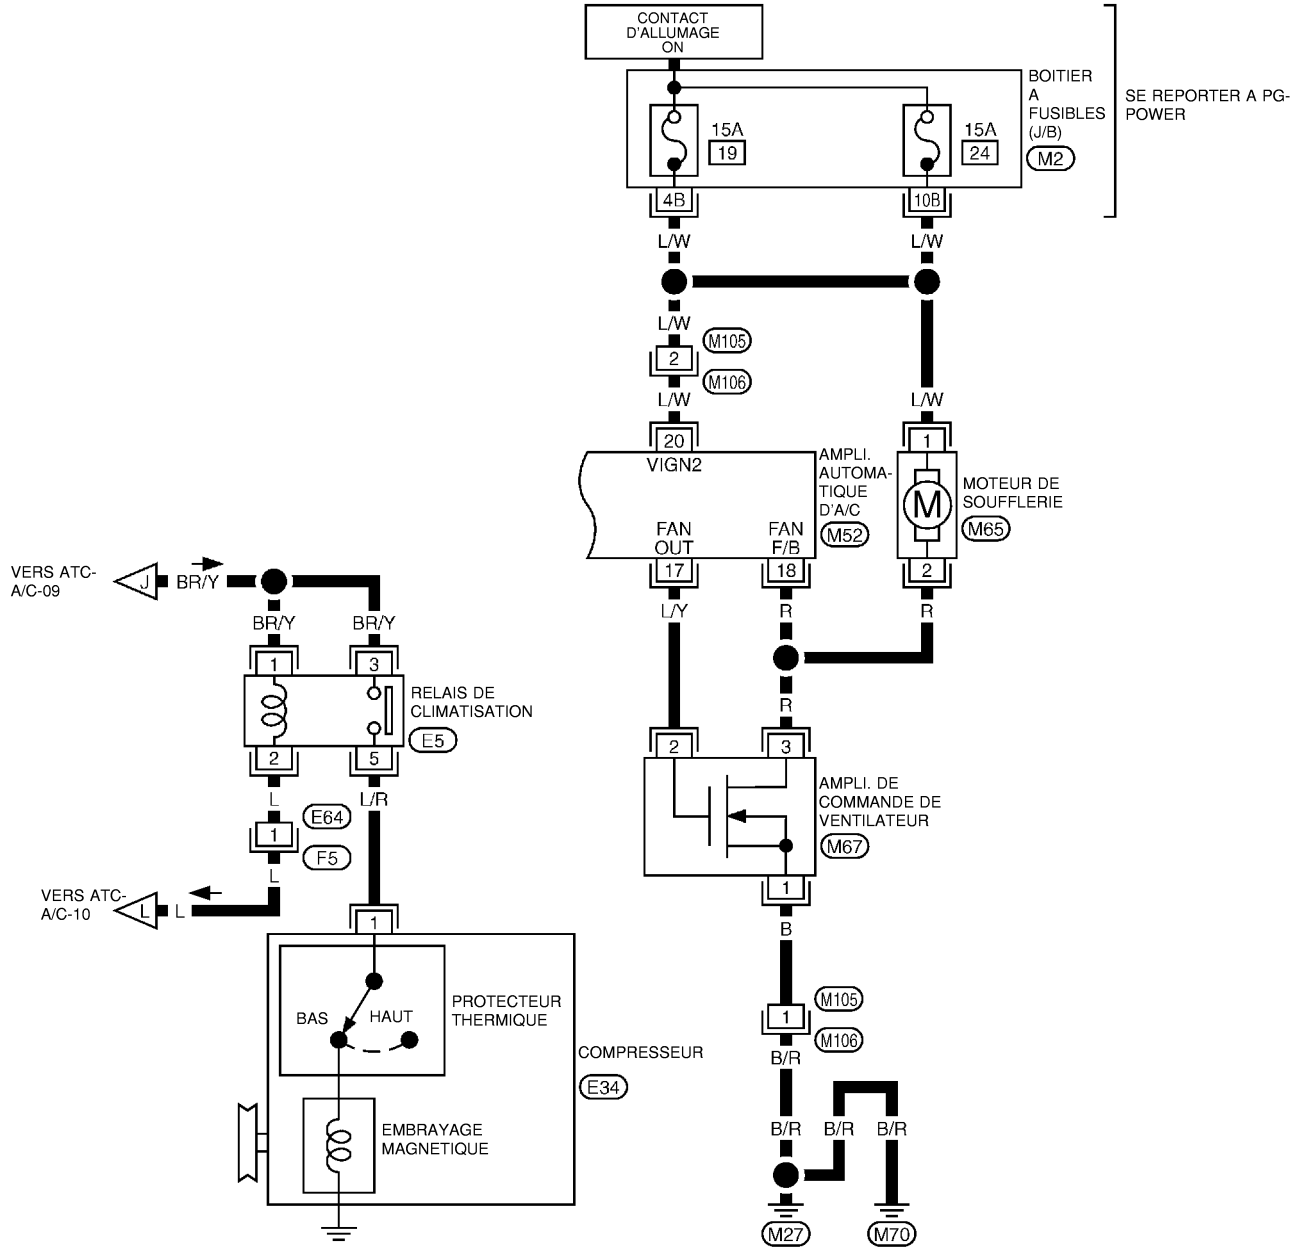 CONTACT
D'ALLUMAGE
ON
BOITIER
A
FUSIBLES
(J/B)
M2
SE REPORTER A PG-
POWER
15A
19
15A
24
4B
10B
L/W
L/W
L/W
M105
2
M106
L/W
L/W
20
VIGN2
1
AMPLI.
AUTOMA-
TIQUE
D'A/C
M52
MOTEUR DE
SOUFFLERIE
M65
M
FAN
OUT
FAN
F/B
17
18
2
L/Y
R
R
R
VERS ATC-
A/C-09
J
BR/Y
BR/Y
BR/Y
1
3
RELAIS DE
CLIMATISATION
E5
2
5
L
L/R
E64
1
F5
L
VERS ATC-
A/C-10
L
L
2
3
AMPLI. DE
COMMANDE DE
VENTILATEUR
M67
1
B
M105
1
M106
B/R
B/R
B/R
B/R
M27
M70
1
BAS
HAUT
PROTECTEUR
THERMIQUE
COMPRESSEUR
E34
EMBRAYAGE
MAGNETIQUE